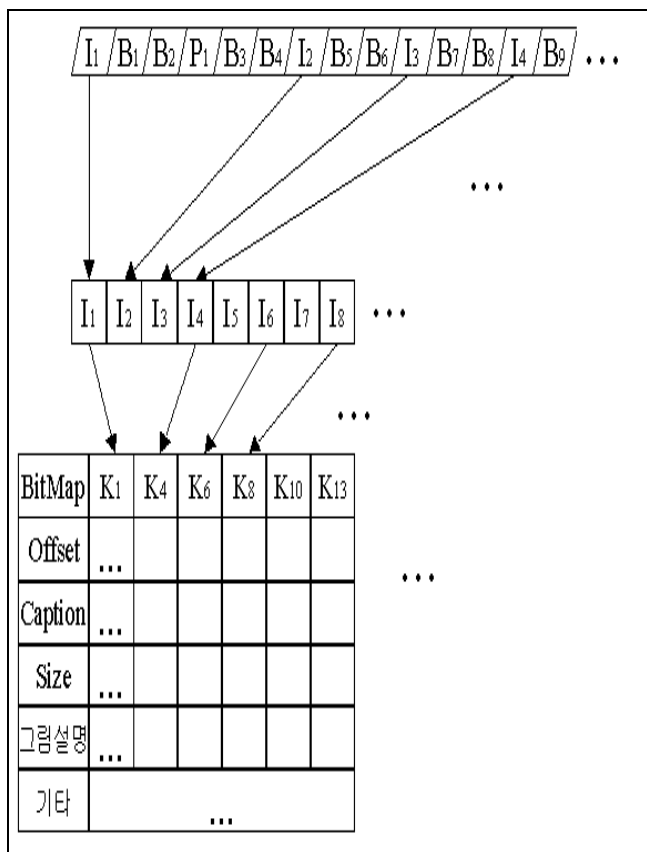 I1 B1 B2 P1 B3 B4 I2 B5 B6 I3 B7 B8 I4 B9 ...
...
I1 I2 I3 I4 I5 I6 I7 I8 ...
...
BitMap K1 K4 K6 K8 K10 K13
Offset ... ...
Caption ...
Size ...
그림설명 ...
기타 ...